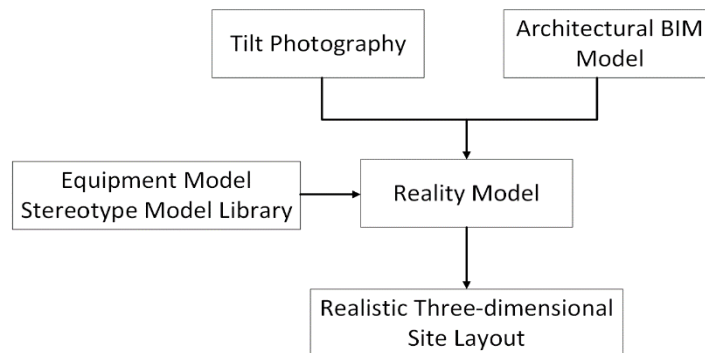 Tilt Photography
Architectural BIM
Model
Equipment Model
Stereotype Model Library
Reality Model
Realistic Three-dimensional
Site Layout